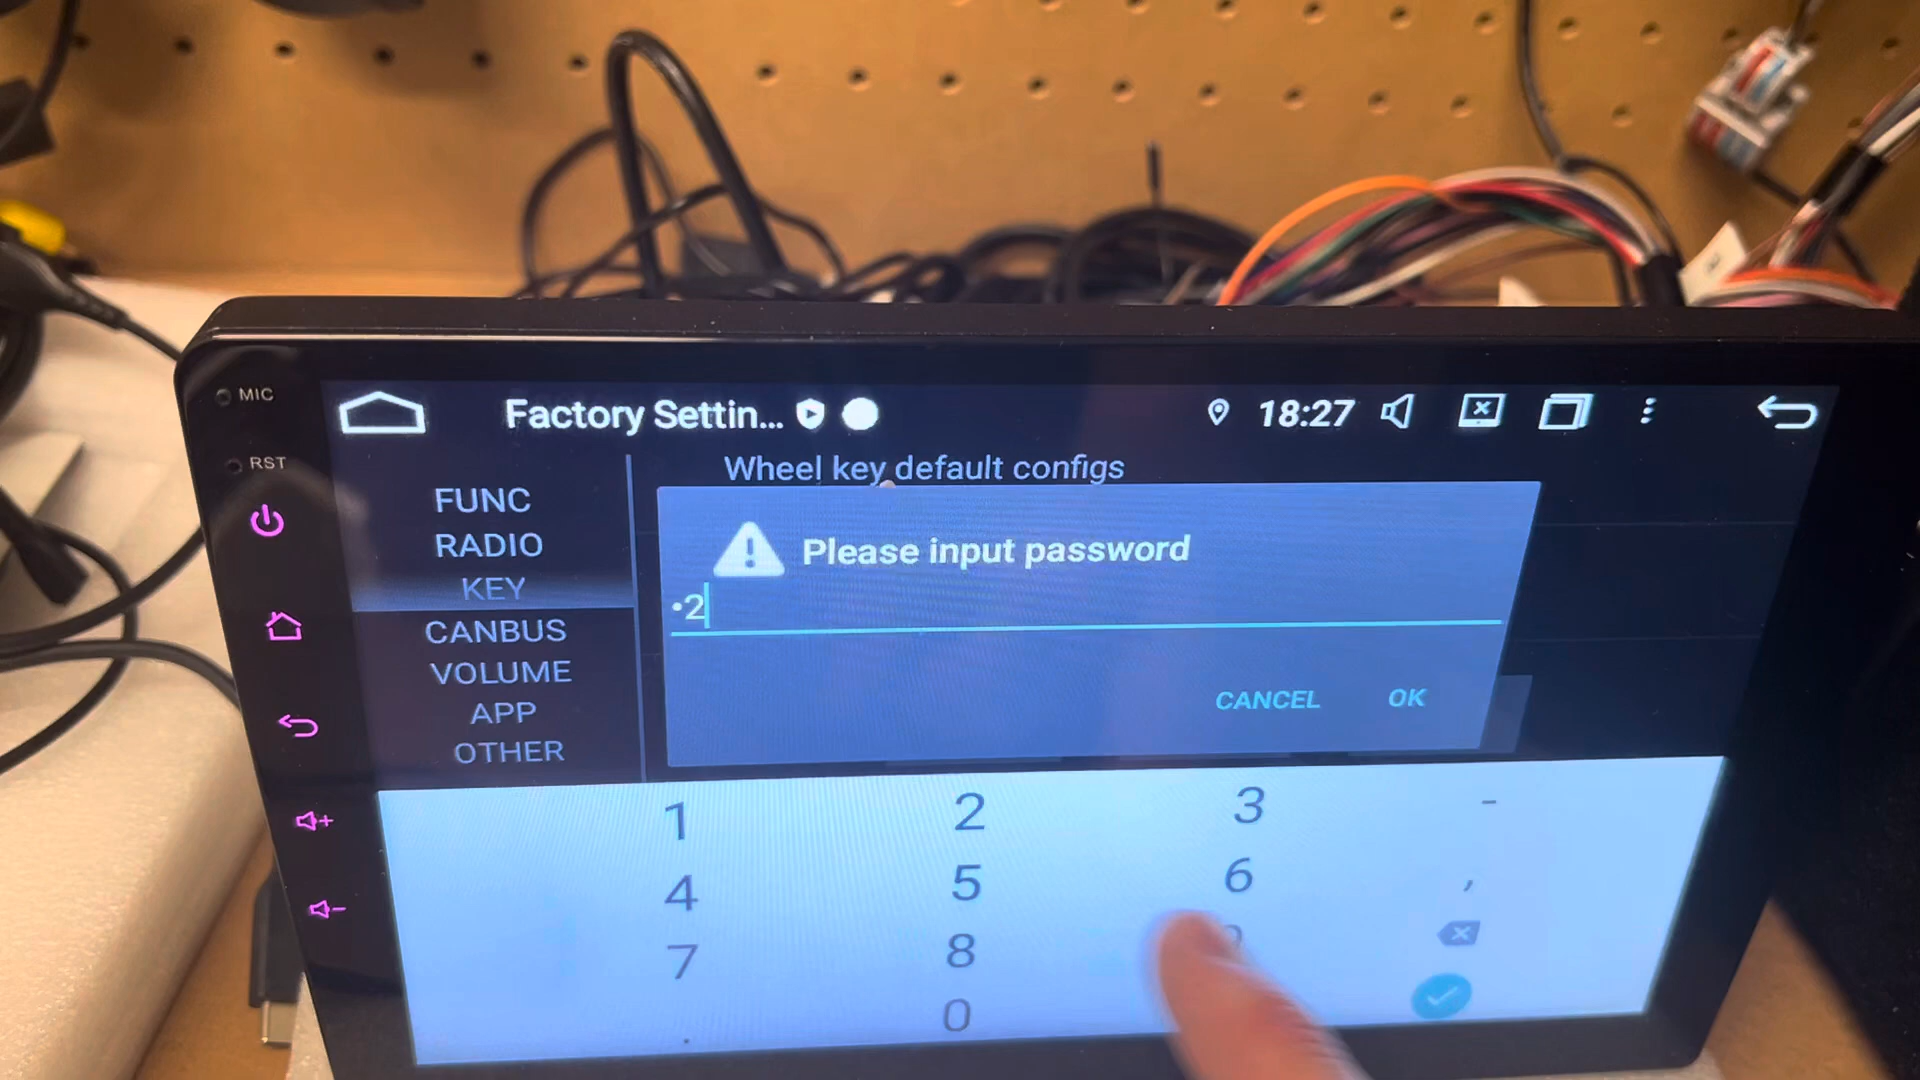 MIC
RST
Factory Settin...
18:27
FUNC
RADIO
KEY
CANBUS
VOLUME
APP
OTHER
Wheel key default configs
Please input password
•2
CANCEL
OK
1 2 3 -
4 5 6 ,
7 8
. 0